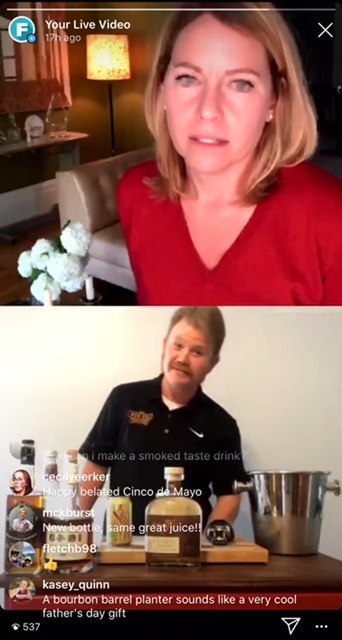 Your Live Video
17h ago
i make a smoked taste drink
cecilyeerker
Happy belated Cinco de Mayo
mckburst
New bottle, same great juice!!
fletchb98
👍
kasey_quinn
A bourbon barrel planter sounds like a very cool
father's day gift
537